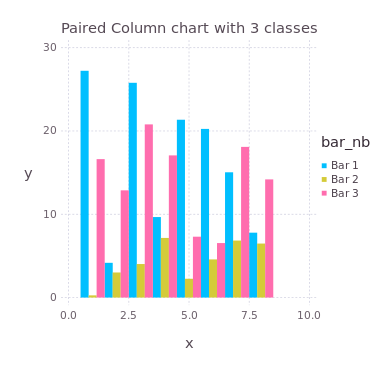 Paired Column chart with 3 classes
30
20
10
0
y
0.0 2.5 5.0 7.5 10.0
x
bar_nb
Bar 1
Bar 2
Bar 3